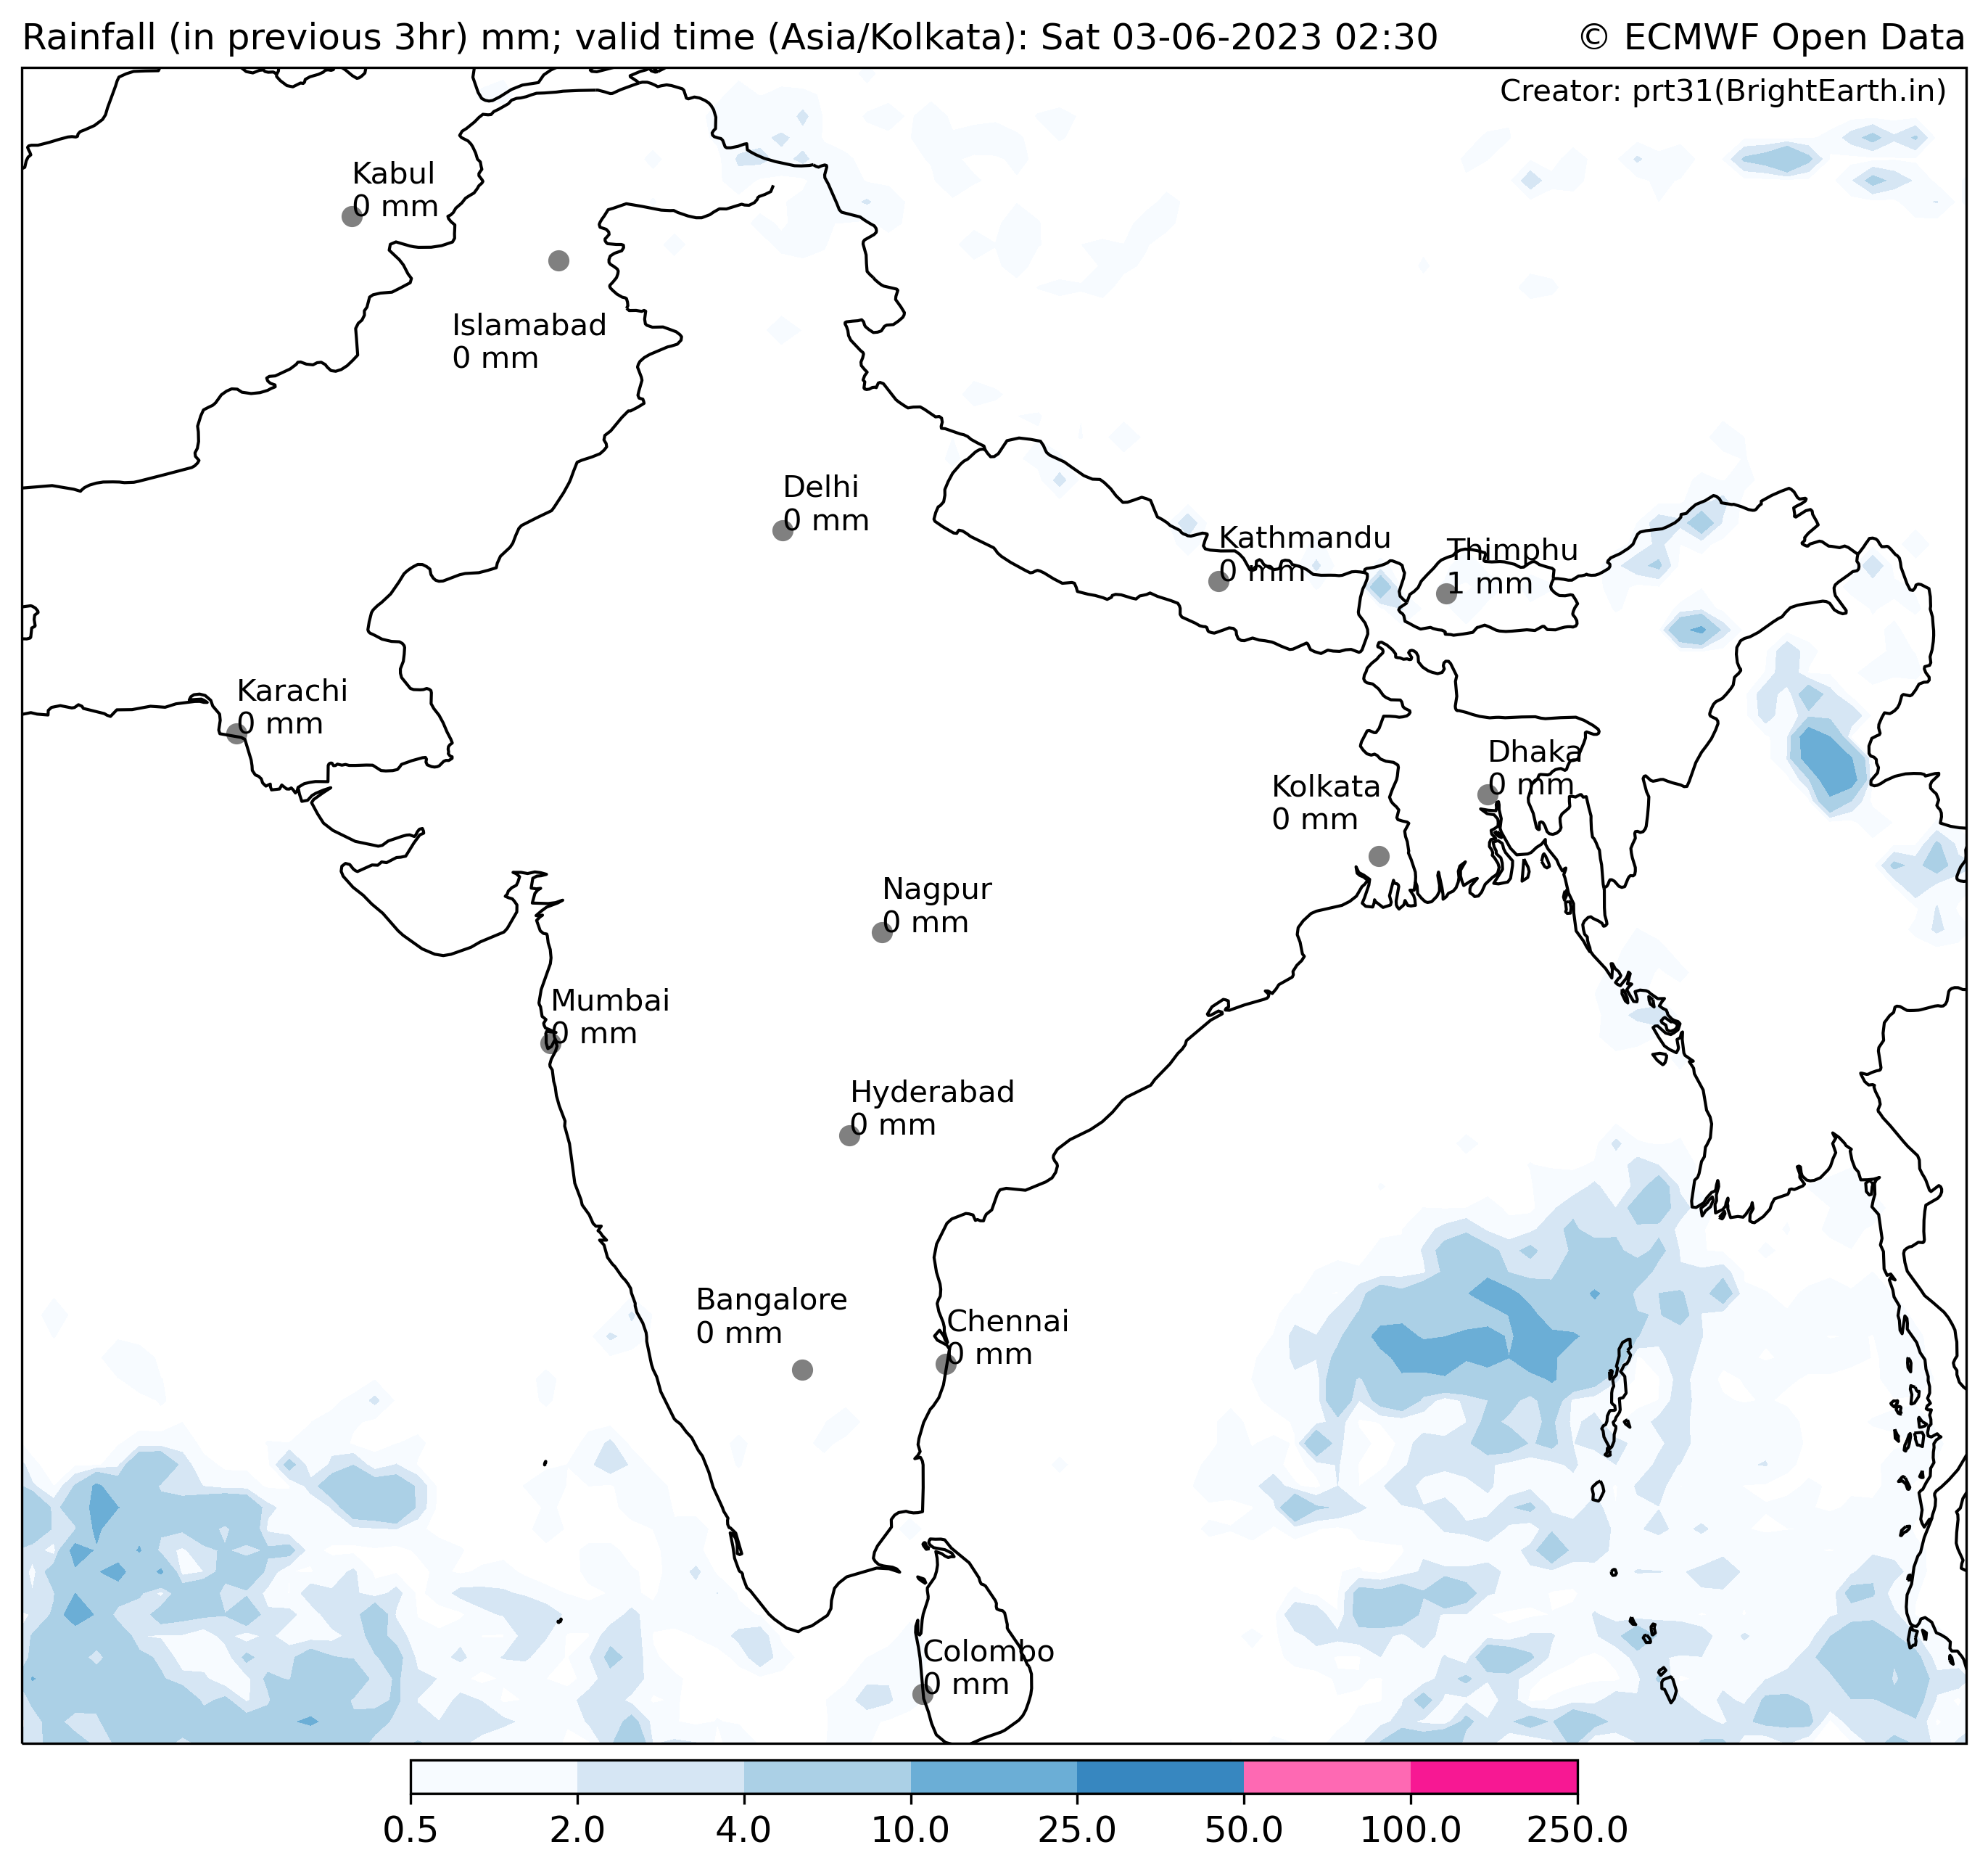 Rainfall (in previous 3hr) mm; valid time (Asia/Kolkata): Sat 03-06-2023 02:30
© ECMWF Open Data
Creator: prt31(BrightEarth.in)
Kabul
0 mm
Islamabad
0 mm
Delhi
0 mm
Kathmandu
0 mm
Thimphu
1 mm
Karachi
0 mm
Dhaka
0 mm
Kolkata
0 mm
Nagpur
0 mm
Mumbai
0 mm
Hyderabad
0 mm
Bangalore
0 mm
Chennai
0 mm
Colombo
0 mm
0.5 2.0 4.0 10.0 25.0 50.0 100.0 250.0